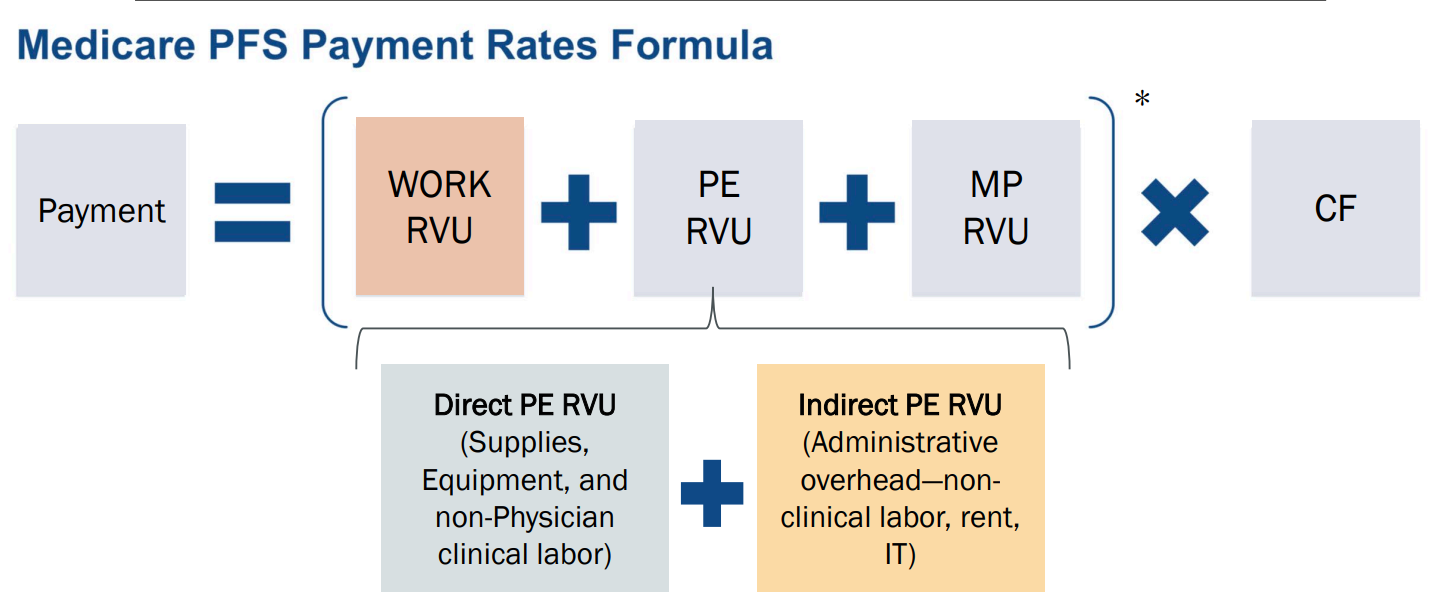 Medicare PFS Payment Rates Formula
*
Payment
WORK
RVU
PE
RVU
MP
RVU
CF
Direct PE RVU
(Supplies,
Equipment, and
non-Physician
clinical labor)
Indirect PE RVU
(Administrative
overhead—non-
clinical labor, rent,
IT)